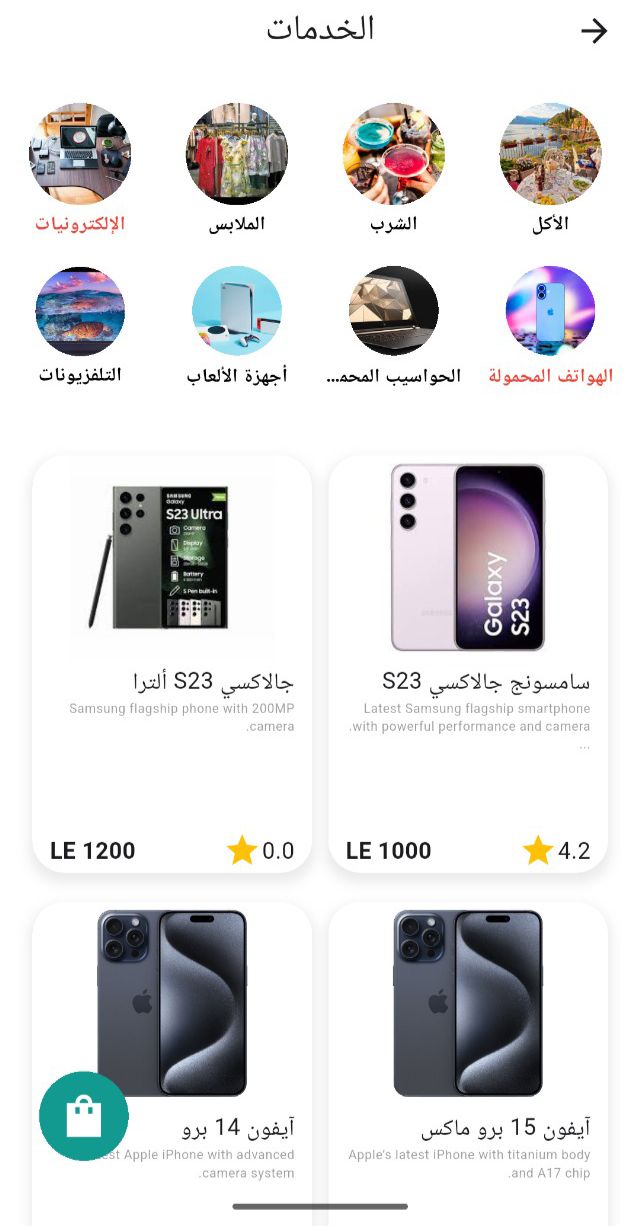 الخدمات
الأكل
الشرب
الملابس
الإلكترونيات
الهواتف المحمولة
الحواسيب المحمـ...
أجهزة الألعاب
التلفزيونات
Galaxy
S23
سامسونج جالاكسي S23
Latest Samsung flagship smartphone
with powerful performance and camera.
...
4.2
LE 1000
SAMSUNG
Galaxy
S23 Ultra
Camera
Display
Storage
Battery
S Pen built-in
جالاكسي S23 ألترا
Samsung flagship phone with 200MP
camera.
0.0
LE 1200
آيفون 15 برو ماكس
Apple's latest iPhone with titanium body
and A17 chip.
آيفون 14 برو
est Apple iPhone with advanced
camera system.